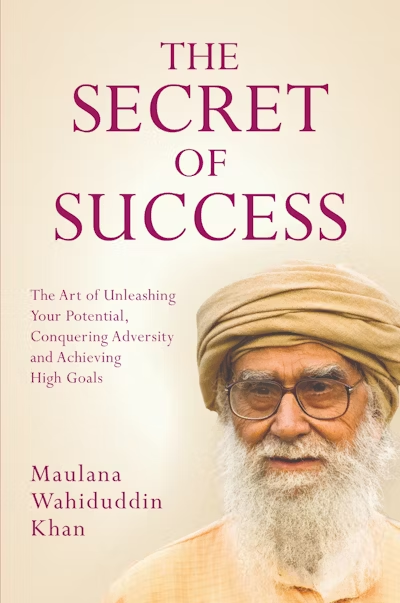 THE
SECRET
OF
SUCCESS
The Art of Unleashing
Your Potential,
Conquering Adversity
and Achieving
High Goals
Maulana
Wahiduddin
Khan